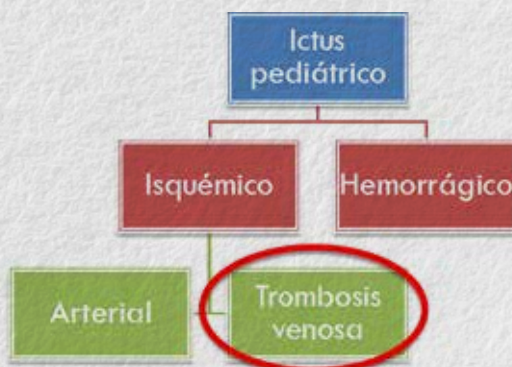 Ictus
pediátrico
Isquémico
Hemorrágico
Arterial
Trombosis
venosa